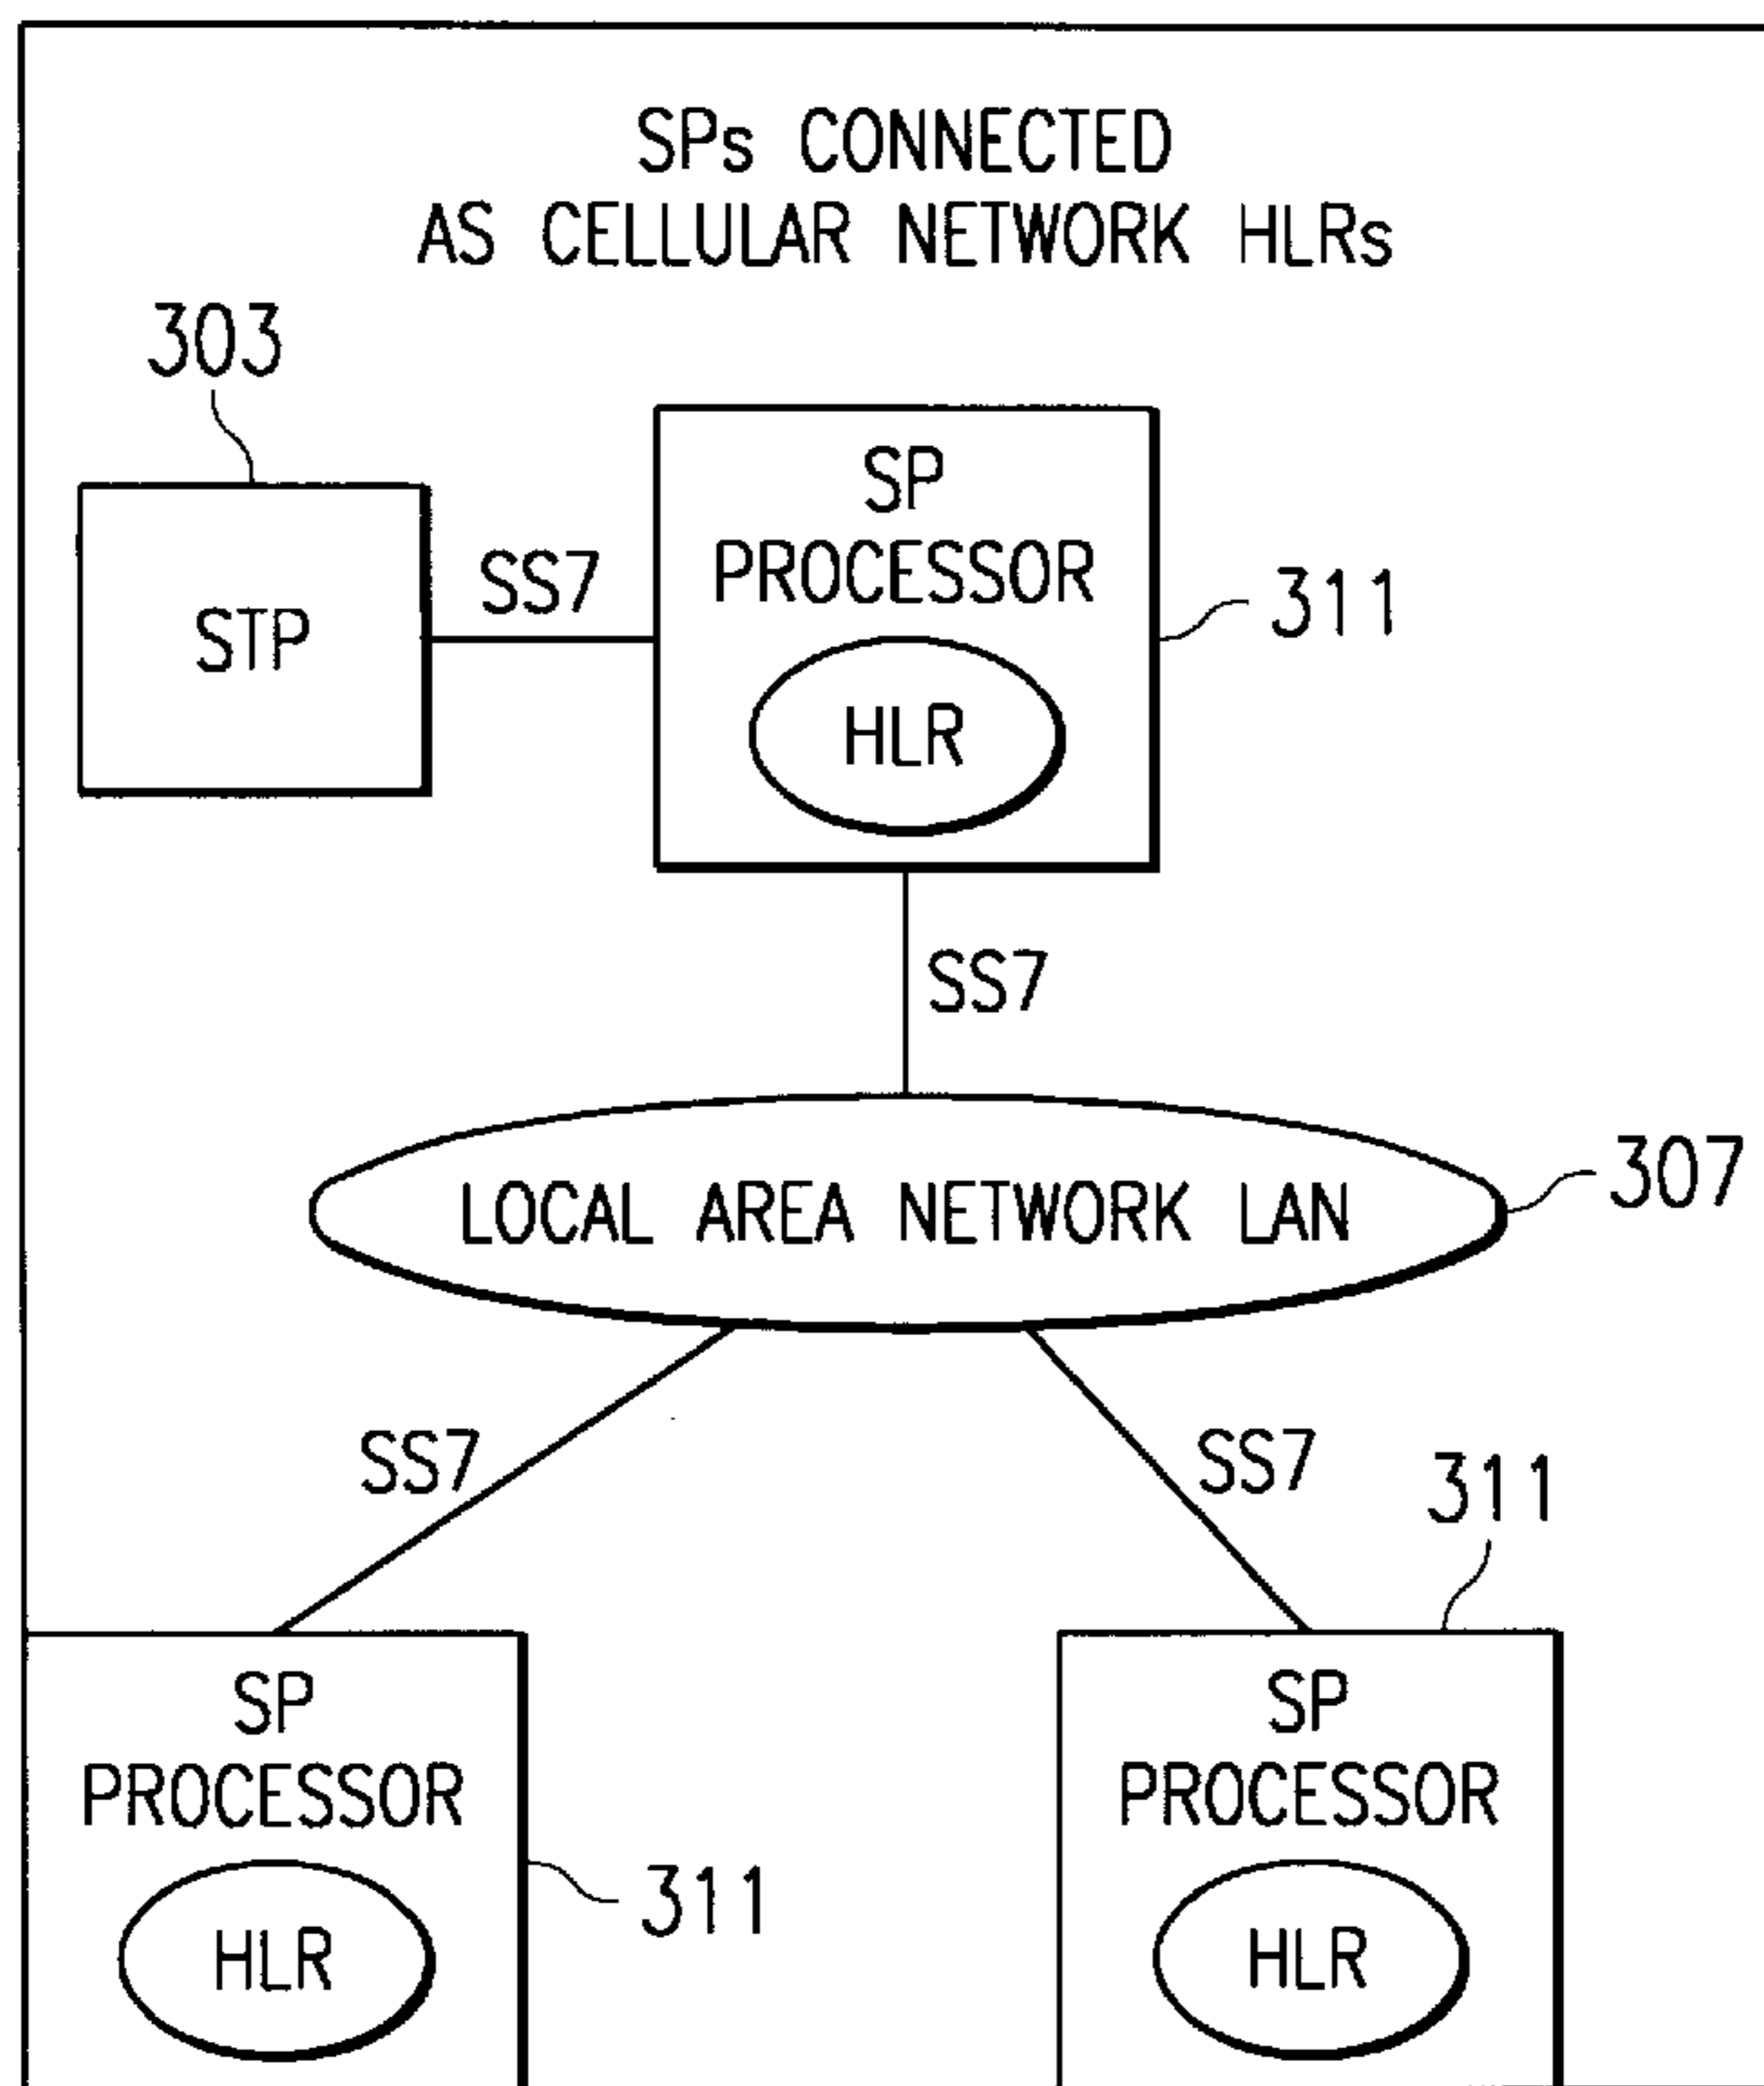 SPs CONNECTED
AS CELLULAR NETWORK HLRs
303
SP
PROCESSOR
SS7
311
STP
HLR
SS7
307
LOCAL AREA NETWORK LAN
SS7
SS7
311
SP
PROCESSOR
311
HLR
SP
PROCESSOR
HLR